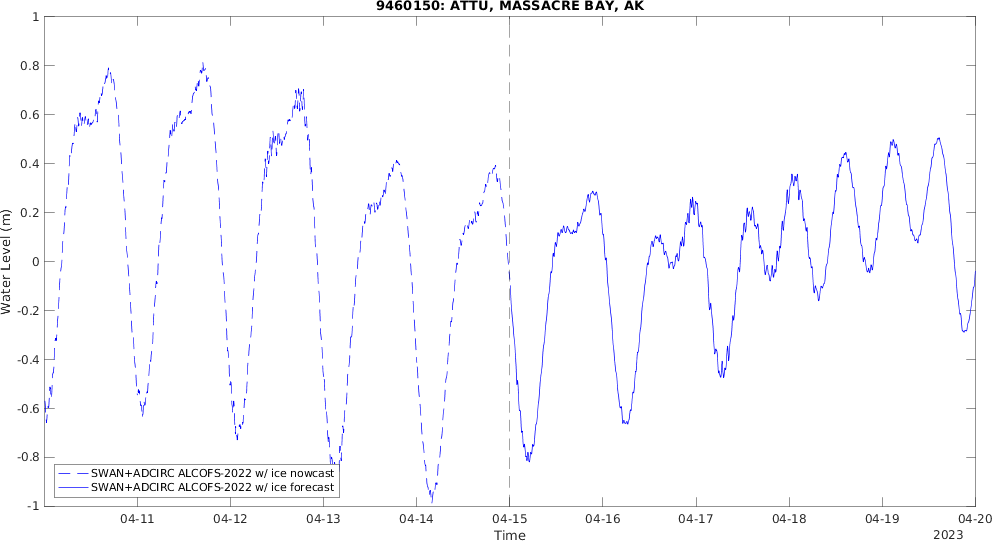 9460150: ATTU, MASSACRE BAY, AK
1
0.8
0.6
0.4
0.2
0
-0.2
-0.4
-0.6
-0.8
-1
Water Level (m)
SWAN+ADCIRC ALCOFS-2022 w/ ice nowcast
SWAN+ADCIRC ALCOFS-2022 w/ ice forecast
04-11 04-12 04-13 04-14 04-15 04-16 04-17 04-18 04-19 04-20
Time
2023